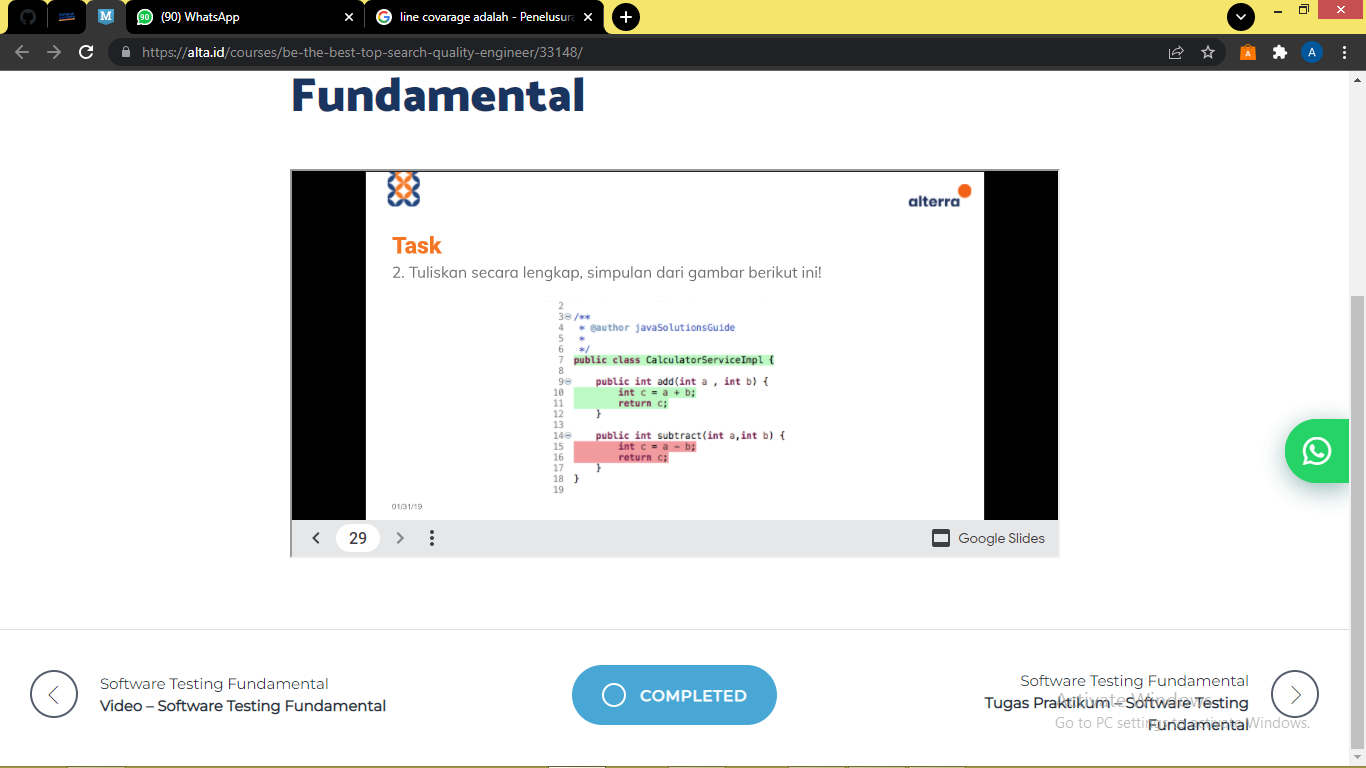 (90) WhatsApp
line covarage adalah - Penelusura
https://alta.id/courses/be-the-best-top-search-quality-engineer/33148/
A
Fundamental
alterra
Task
2. Tuliskan secara lengkap, simpulan dari gambar berikut ini!
2
3 /**
4 * @author javaSolutionsGuide
5 *
6 */
7 public class CalculatorServiceImpl {
8
9 public int add(int a , int b) {
10 int c = a + b;
11 return c;
12 }
13
14 public int subtract(int a,int b) {
15 int c = a - b;
16 return c;
17 }
18 }
19
01/31/19
29
Google Slides
Software Testing Fundamental
Video – Software Testing Fundamental
COMPLETED
Software Testing Fundamental
Tugas Praktikum – Software Testing
Fundamental
Activate Windows
Go to PC settings to activate Windows.